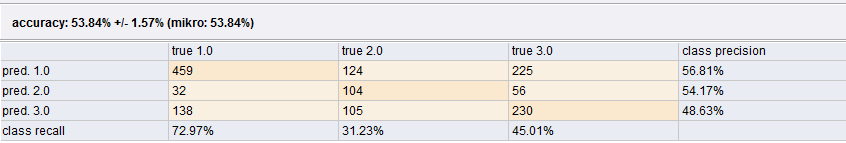 accuracy: 53.84% +/- 1.57% (mikro: 53.84%)
true 1.0 true 2.0 true 3.0 class precision
pred. 1.0 459 124 225 56.81%
pred. 2.0 32 104 56 54.17%
pred. 3.0 138 105 230 48.63%
class recall 72.97% 31.23% 45.01%